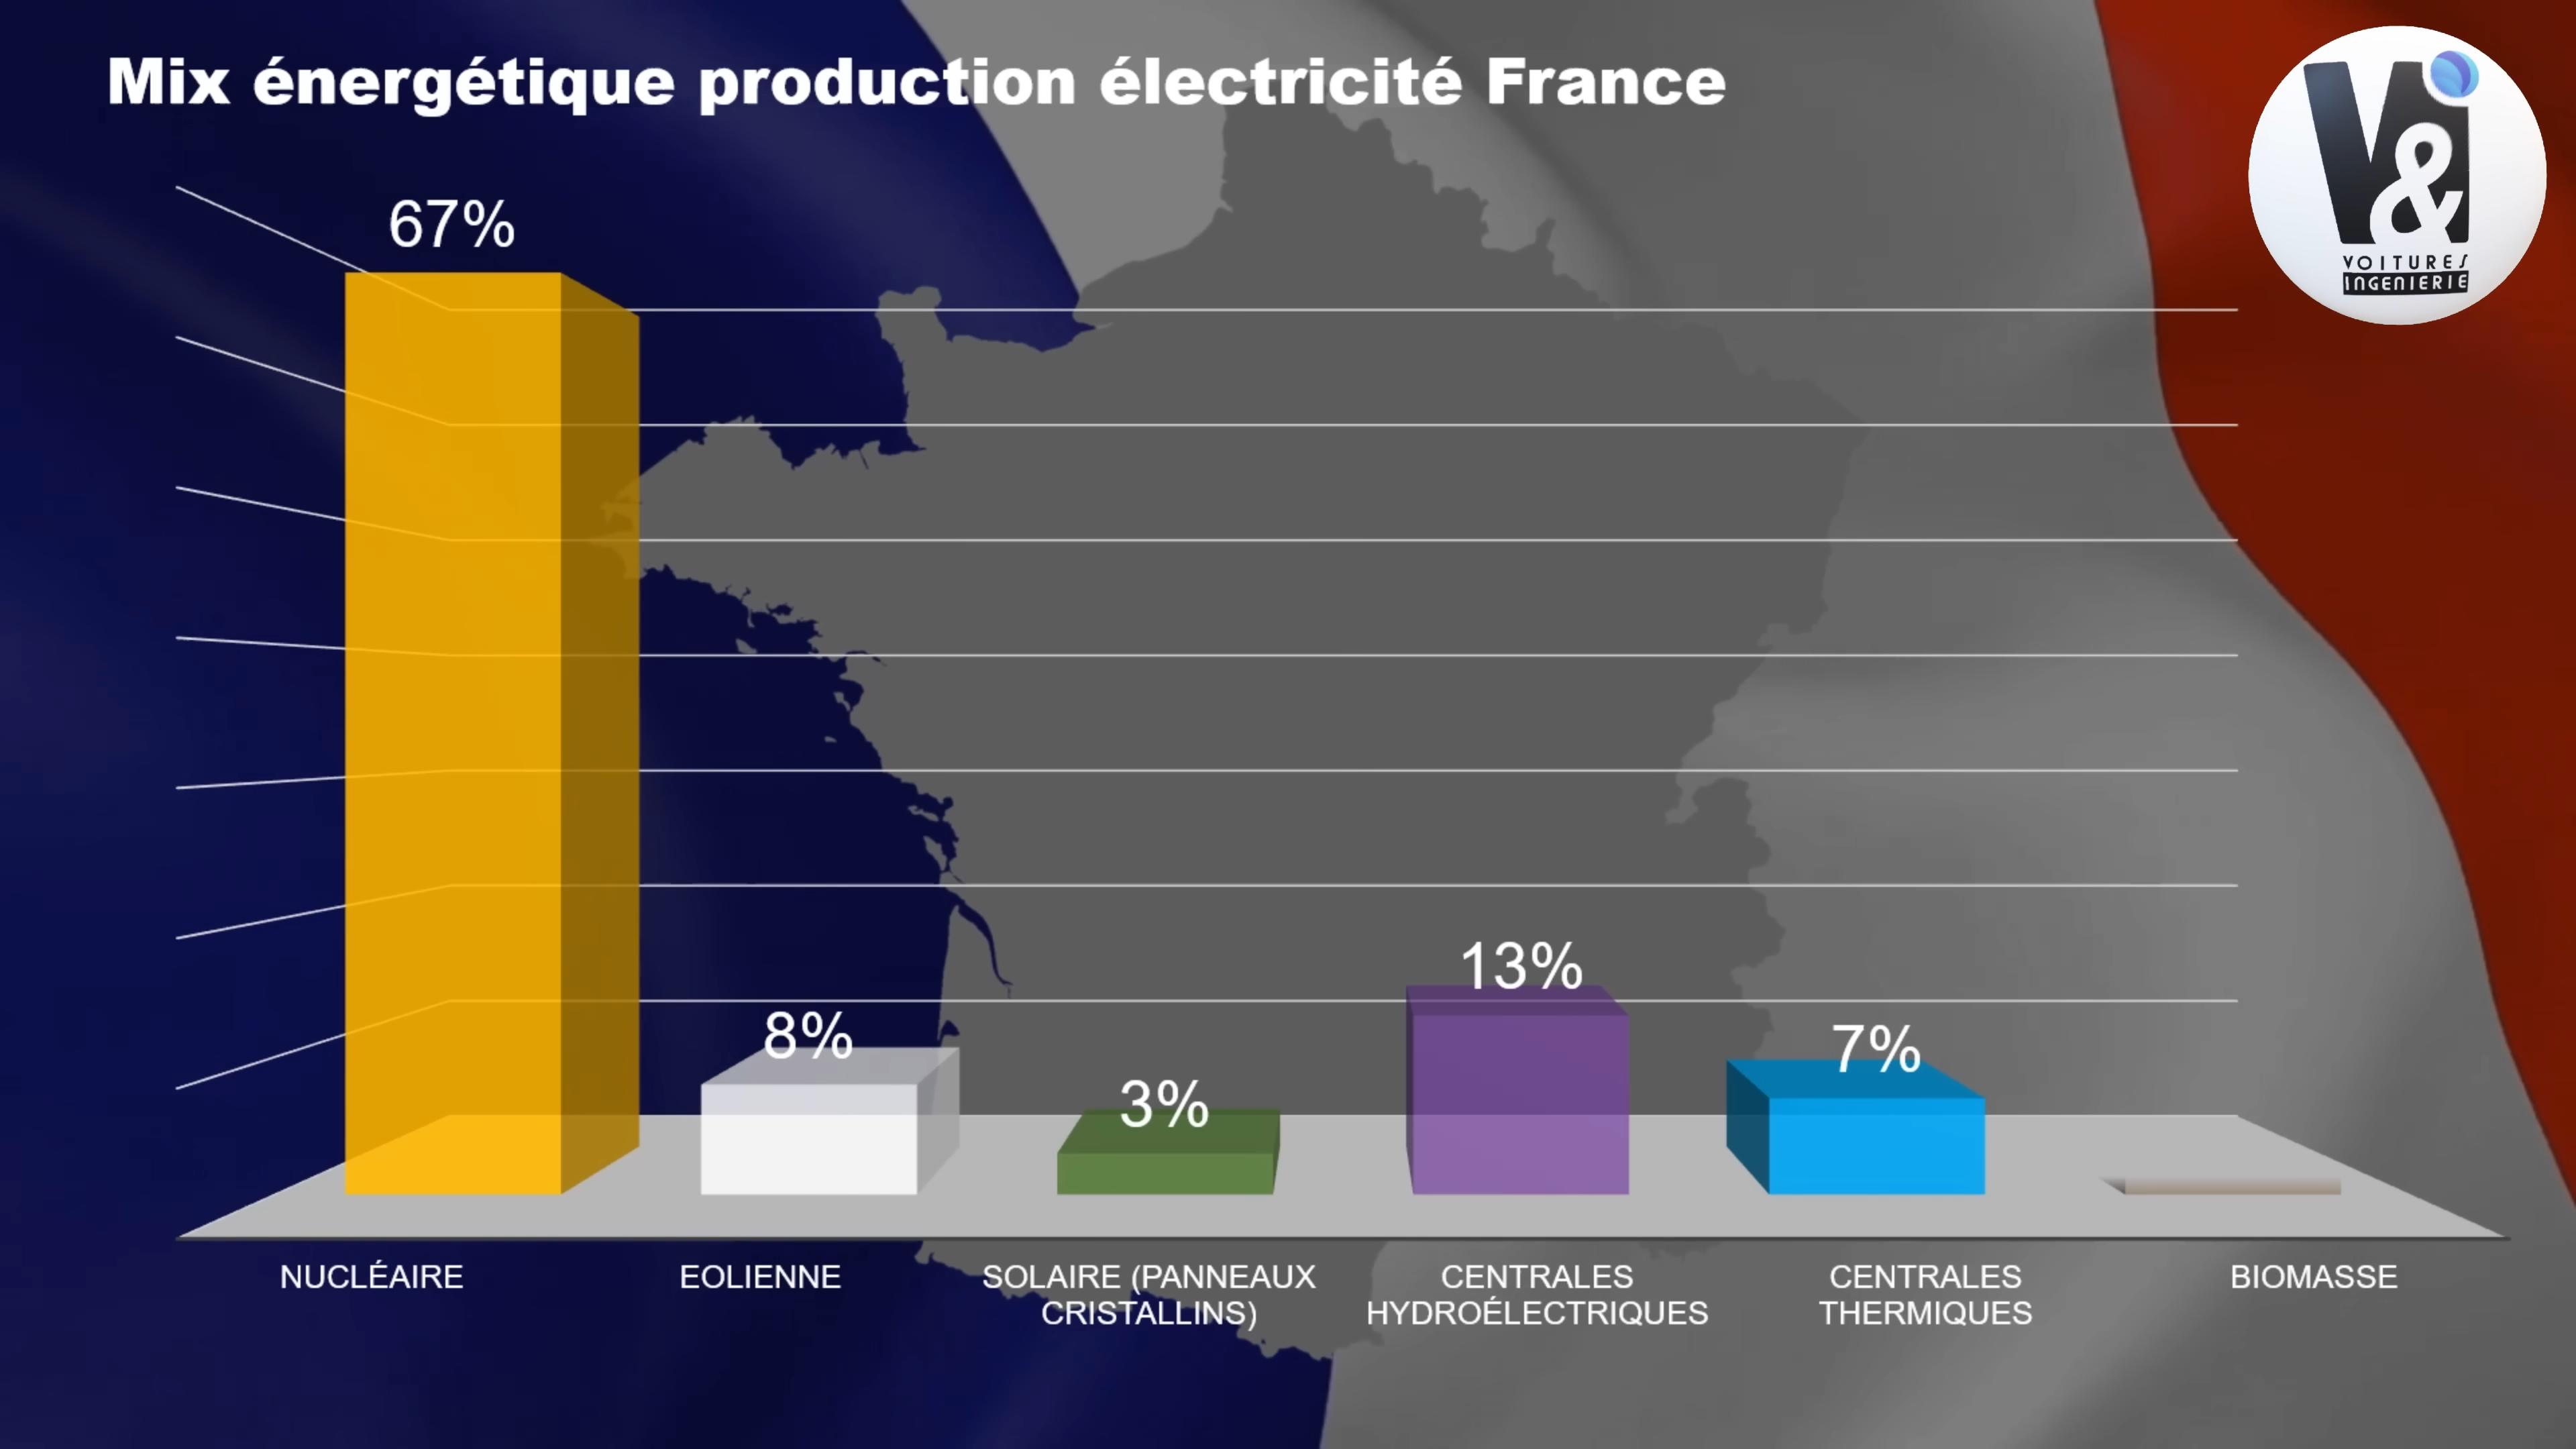 Mix énergétique production électricité France
V&i
VOITURES
INGENIERIE
67%
8%
3%
13%
7%
NUCLÉAIRE
EOLIENNE
SOLAIRE (PANNEAUX
CRISTALLINS)
CENTRALES
HYDROÉLECTRIQUES
CENTRALES
THERMIQUES
BIOMASSE